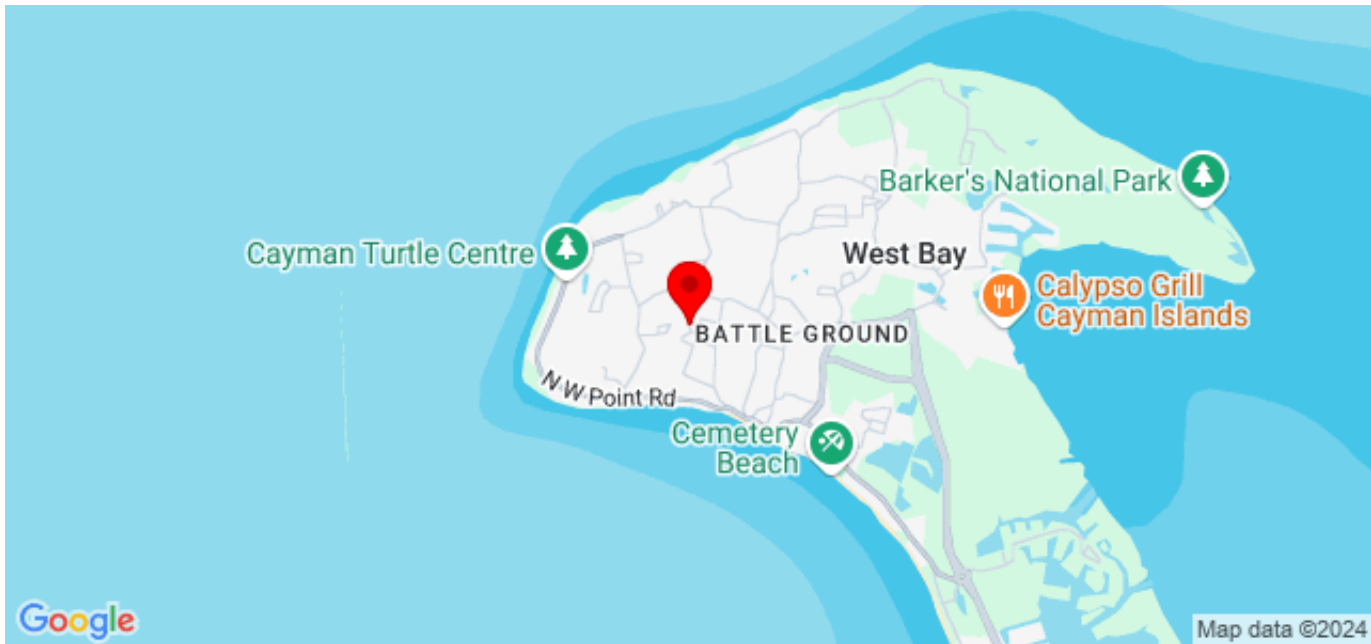 Barker's National Park
Cayman Turtle Centre
West Bay
Calypso Grill
Cayman Islands
BATTLE GROUND
N W Point Rd
Cemetery
Beach
Google
Map data ©2024